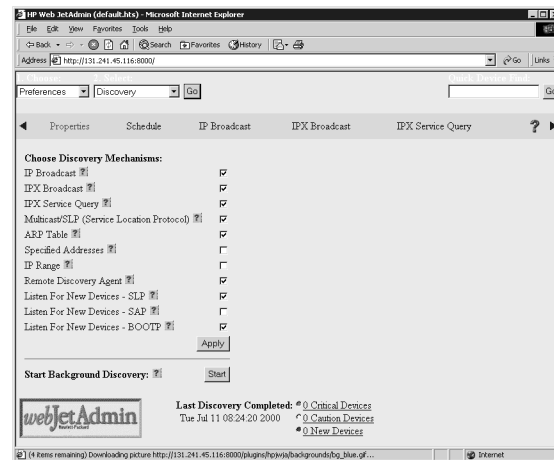 HP Web JetAdmin (default.hts) - Microsoft Internet Explorer
File Edit View Favorites Tools Help
Back Search Favorites History
Address http://131.241.45.116:8000/ Go Links
1. Choose: 2. Select: Quick Device Find:
Preferences Discovery Go Go
Properties Schedule IP Broadcast IPX Broadcast IPX Service Query ?
Choose Discovery Mechanisms:
IP Broadcast ?
IPX Broadcast ?
IPX Service Query ?
Multicast/SLP (Service Location Protocol) ?
ARP Table ?
Specified Addresses ?
IP Range ?
Remote Discovery Agent ?
Listen For New Devices - SLP ?
Listen For New Devices - SAP ?
Listen For New Devices - BOOTP ?
Apply
Start Background Discovery: ? Start
webJetAdmin
Hewlett-Packard
Last Discovery Completed:
Tue Jul 11 08:24:20 2000
0 Critical Devices
0 Caution Devices
0 New Devices
(4 items remaining) Downloading picture http://131.241.45.116:8000/plugins/hpjwja/backgrounds/bg_blue.gif... Internet